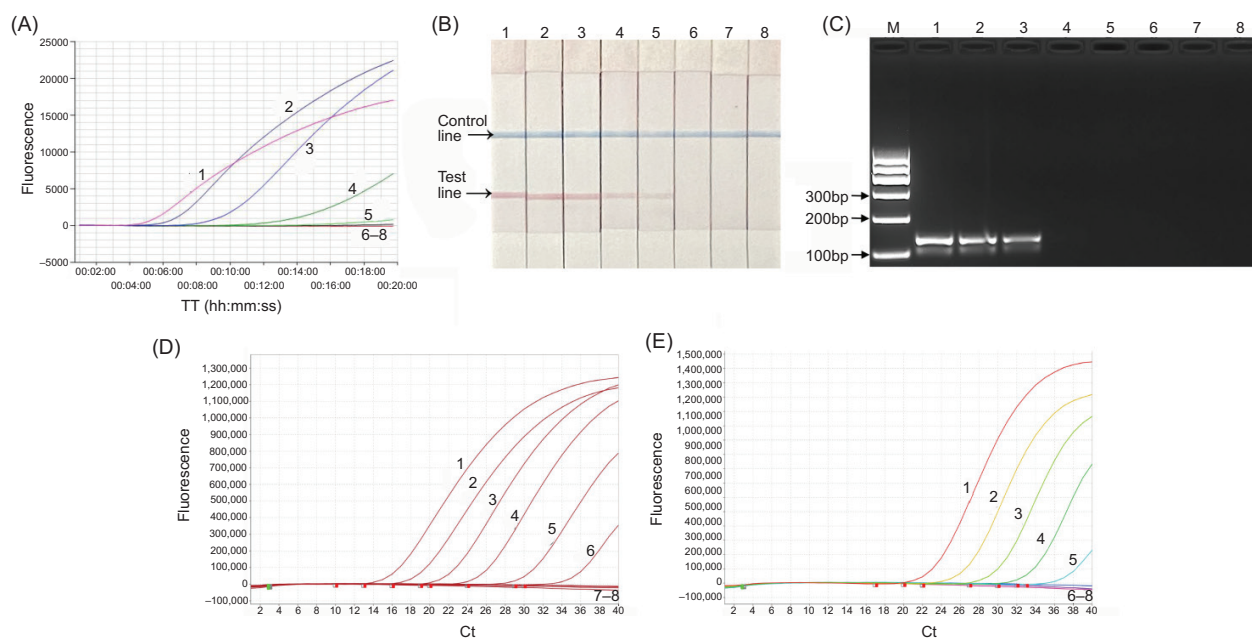 (A)
25000
20000
15000
10000
5000
0
–5000
Fluorescence
1
2
3
4
5
6–8
00:02:00 00:06:00 00:10:00 00:14:00 00:18:00
00:04:00 00:08:00 00:12:00 00:16:00 00:20:00
TT (hh:mm:ss)
(B)
1 2 3 4 5 6 7 8
Control
line
Test
line
(C)
M 1 2 3 4 5 6 7 8
300bp
200bp
100bp
(D)
1,300,000
1,200,000
1,100,000
1,000,000
900,000
800,000
700,000
600,000
500,000
400,000
300,000
200,000
100,000
0
–100,000
Fluorescence
1
2
3
4
5
6
7–8
2 4 6 8 10 12 14 16 18 20 22 24 26 28 30 32 34 36 38 40
Ct
(E)
1,500,000
1,400,000
1,300,000
1,200,000
1,100,000
1,000,000
900,000
800,000
700,000
600,000
500,000
400,000
300,000
200,000
100,000
0
–100,000
Fluorescence
1
2
3
4
5
6–8
2 4 6 8 10 12 14 16 18 20 22 24 26 28 30 32 34 36 38 40
Ct